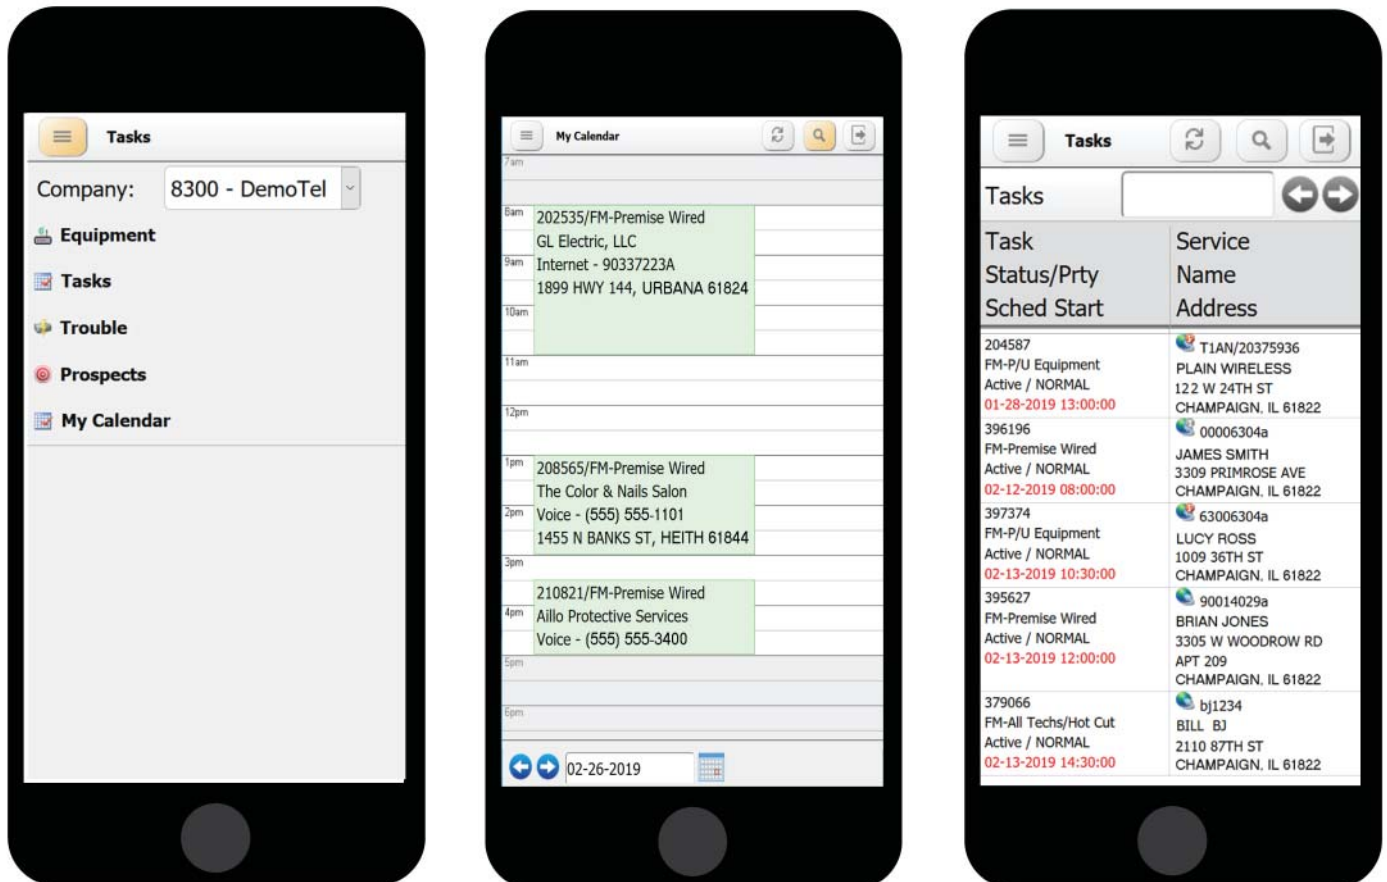 Tasks
Company: 8300 - DemoTel
Equipment
Tasks
Trouble
Prospects
My Calendar
My Calendar
7am
8am
202535/FM-Premise Wired
GL Electric, LLC
9am
Internet - 90337223A
1899 HWY 144, URBANA 61824
10am
11am
12pm
1pm
208565/FM-Premise Wired
The Color & Nails Salon
2pm
Voice - (555) 555-1101
1455 N BANKS ST, HEITH 61844
3pm
210821/FM-Premise Wired
4pm
Aillo Protective Services
Voice - (555) 555-3400
5pm
6pm
02-26-2019
Tasks
Tasks
Task
Status/Prty
Sched Start
Service
Name
Address
204587
FM-P/U Equipment
Active / NORMAL
01-28-2019 13:00:00
T1AN/20375936
PLAIN WIRELESS
122 W 24TH ST
CHAMPAIGN, IL 61822
396196
FM-Premise Wired
Active / NORMAL
02-12-2019 08:00:00
00006304a
JAMES SMITH
3309 PRIMROSE AVE
CHAMPAIGN, IL 61822
397374
FM-P/U Equipment
Active / NORMAL
02-13-2019 10:30:00
63006304a
LUCY ROSS
1009 36TH ST
CHAMPAIGN, IL 61822
395627
FM-Premise Wired
Active / NORMAL
02-13-2019 12:00:00
90014029a
BRIAN JONES
3305 W WOODROW RD
APT 209
CHAMPAIGN, IL 61822
379066
FM-All Techs/Hot Cut
Active / NORMAL
02-13-2019 14:30:00
bj1234
BILL BJ
2110 87TH ST
CHAMPAIGN, IL 61822